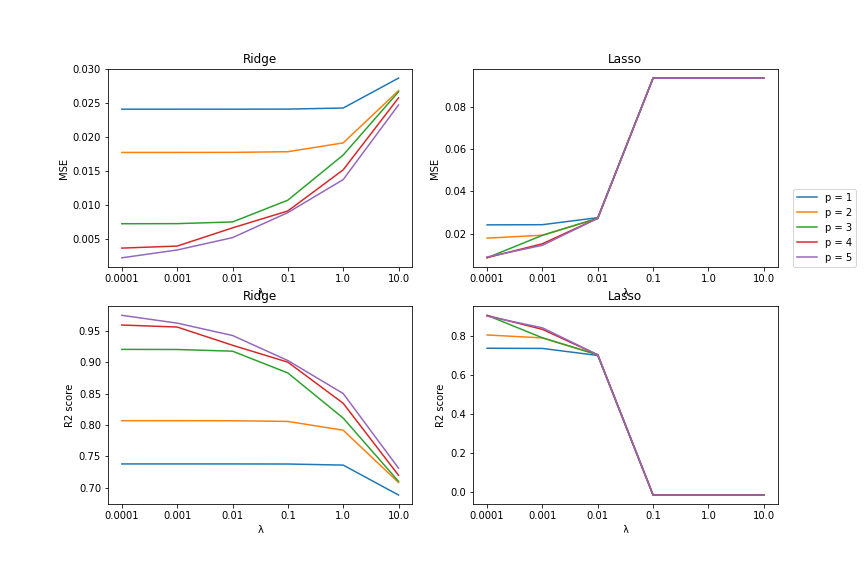 Ridge
MSE
0.030
0.025
0.020
0.015
0.010
0.005
0.0001 0.001 0.01 0.1 1.0 10.0
λ
Lasso
MSE
0.08
0.06
0.04
0.02
0.0001 0.001 0.01 0.1 1.0 10.0
λ
p = 1
p = 2
p = 3
p = 4
p = 5
Ridge
R2 score
0.95
0.90
0.85
0.80
0.75
0.70
0.0001 0.001 0.01 0.1 1.0 10.0
λ
Lasso
R2 score
0.8
0.6
0.4
0.2
0.0
0.0001 0.001 0.01 0.1 1.0 10.0
λ